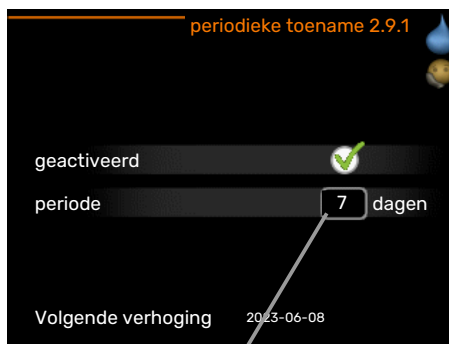 periodieke toename 2.9.1
geactiveerd
periode 7 dagen
Volgende verhoging 2023-06-08